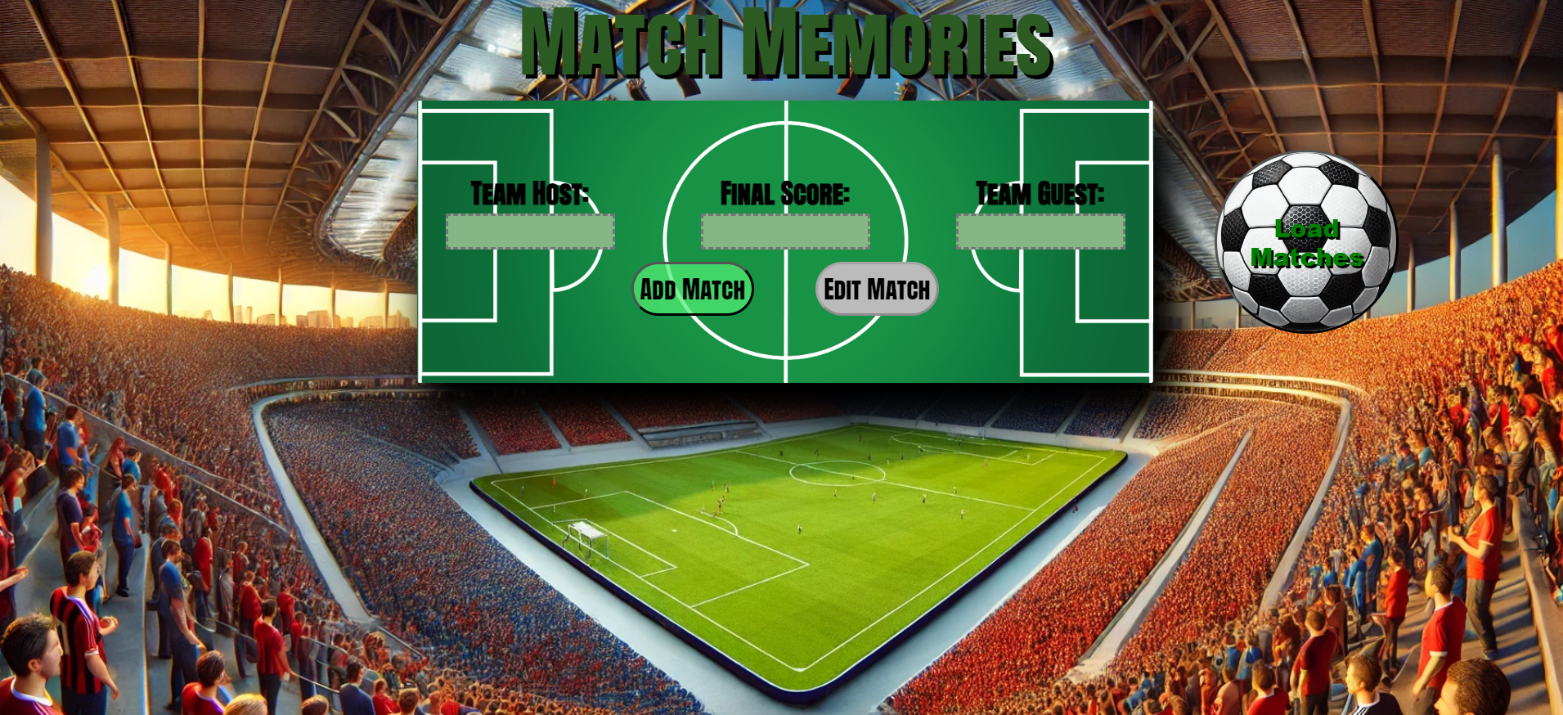 Match Memories
Team Host:
Final Score:
Team Guest:
Add Match
Edit Match
Load
Matches